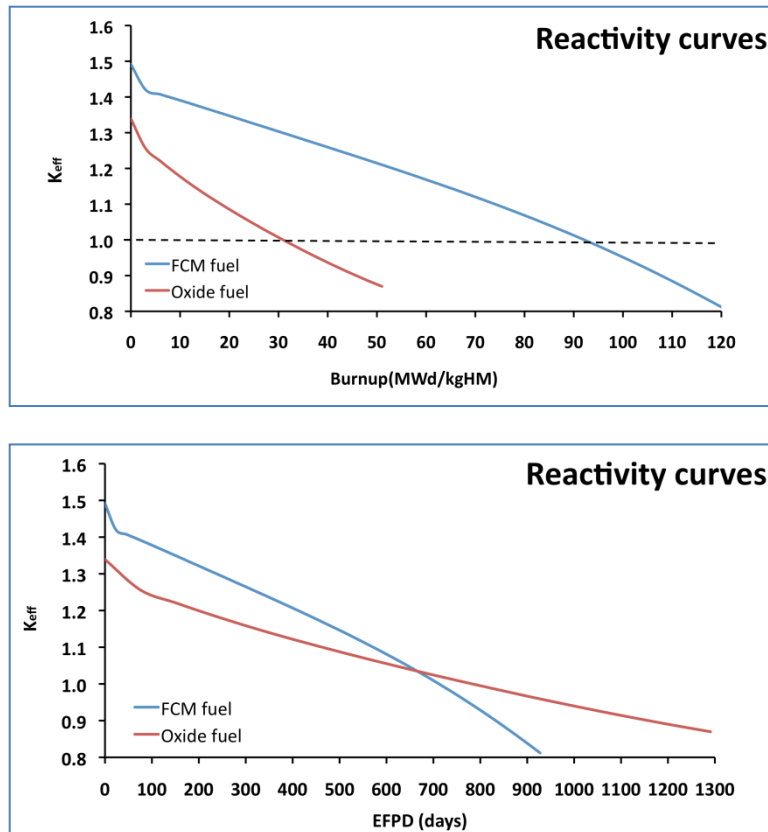 Reactivity curves
1.6
1.5
1.4
1.3
1.2
1.1
1.0
0.9
0.8
Keff
FCM fuel
Oxide fuel
0 10 20 30 40 50 60 70 80 90 100 110 120
Burnup(MWd/kgHM)
Reactivity curves
1.6
1.5
1.4
1.3
1.2
1.1
1.0
0.9
0.8
Keff
FCM fuel
Oxide fuel
0 100 200 300 400 500 600 700 800 900 1000 1100 1200 1300
EFPD (days)